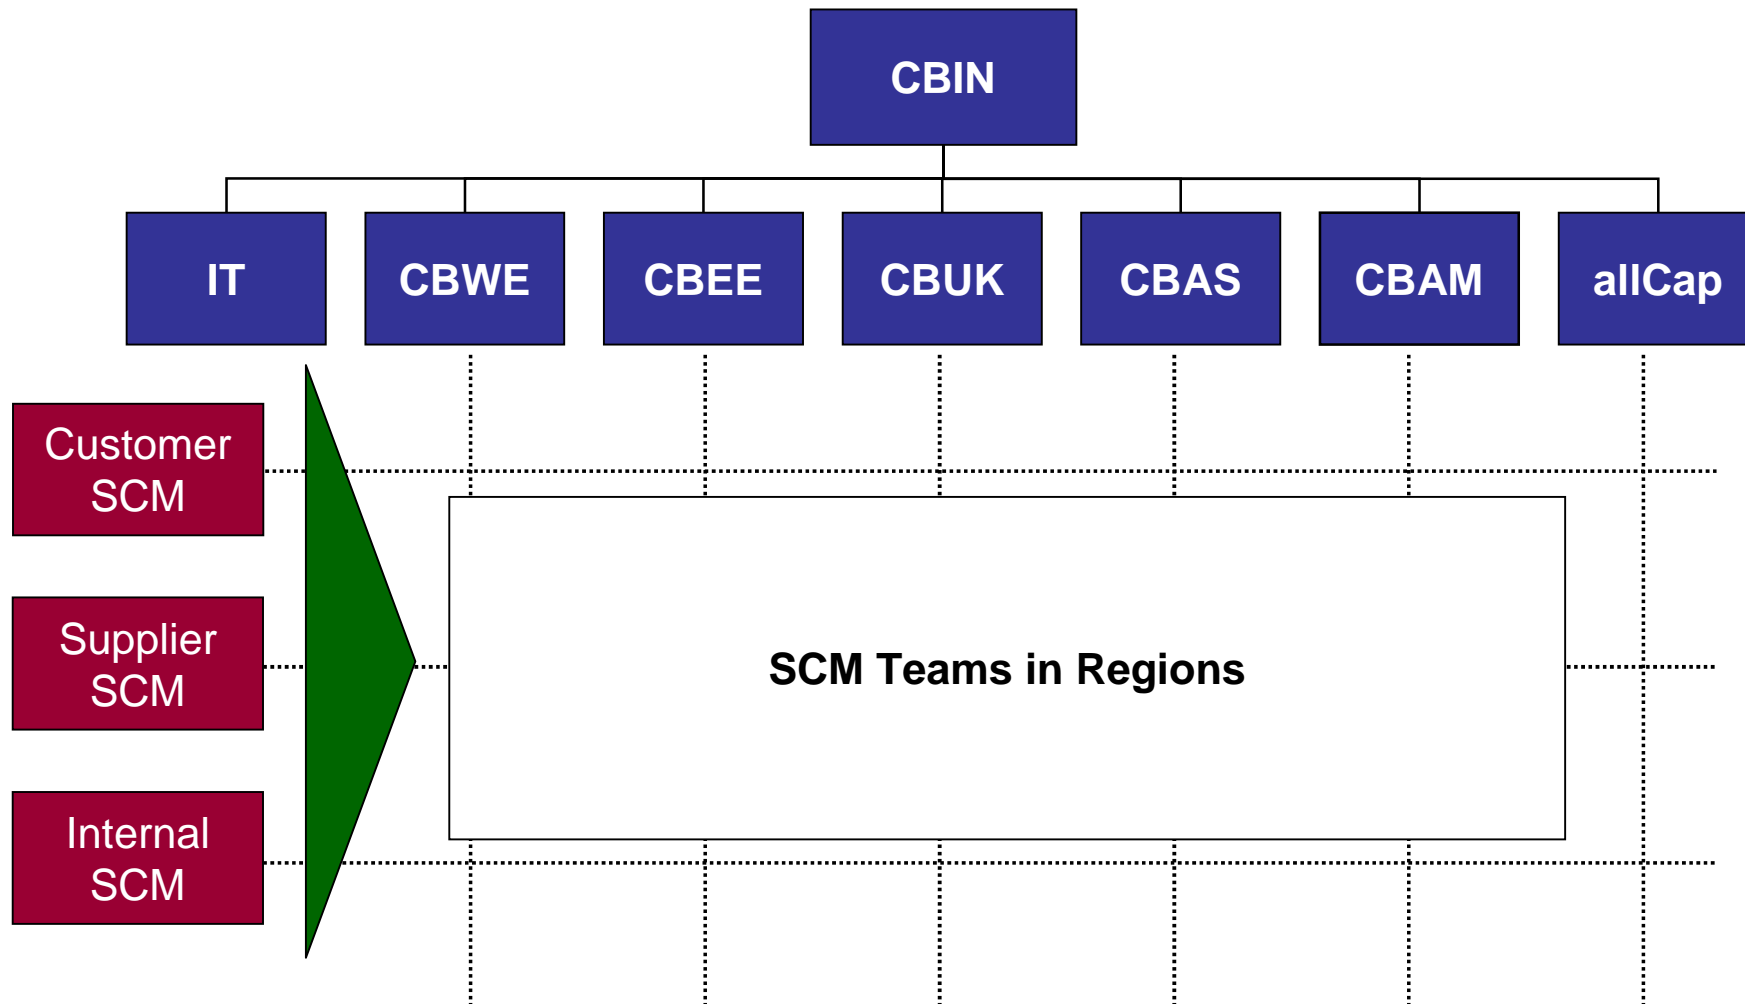 CBIN
IT
CBWE
CBEE
CBUK
CBAS
CBAM
allCap
Customer
SCM
Supplier
SCM
SCM Teams in Regions
Internal
SCM